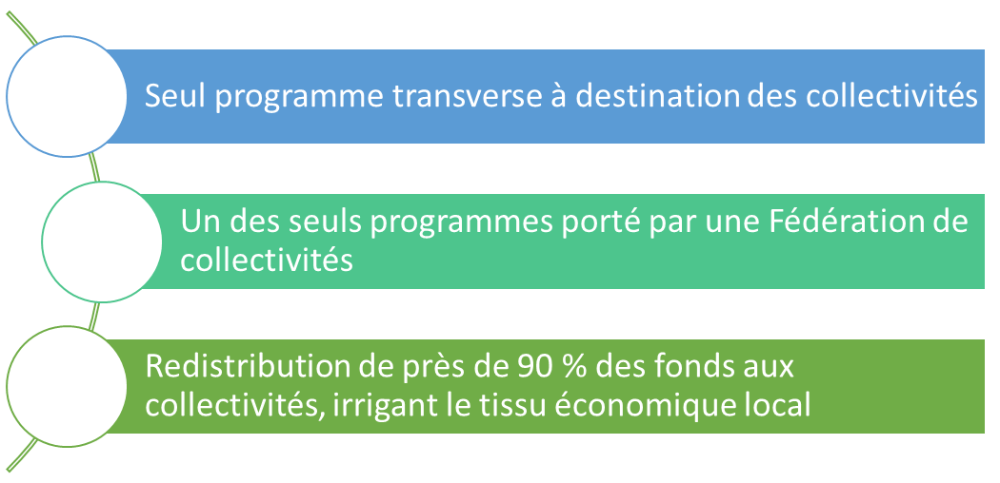 Seul programme transverse à destination des collectivités
Un des seuls programmes porté par une Fédération de
collectivités
Redistribution de près de 90 % des fonds aux
collectivités, irrigant le tissu économique local